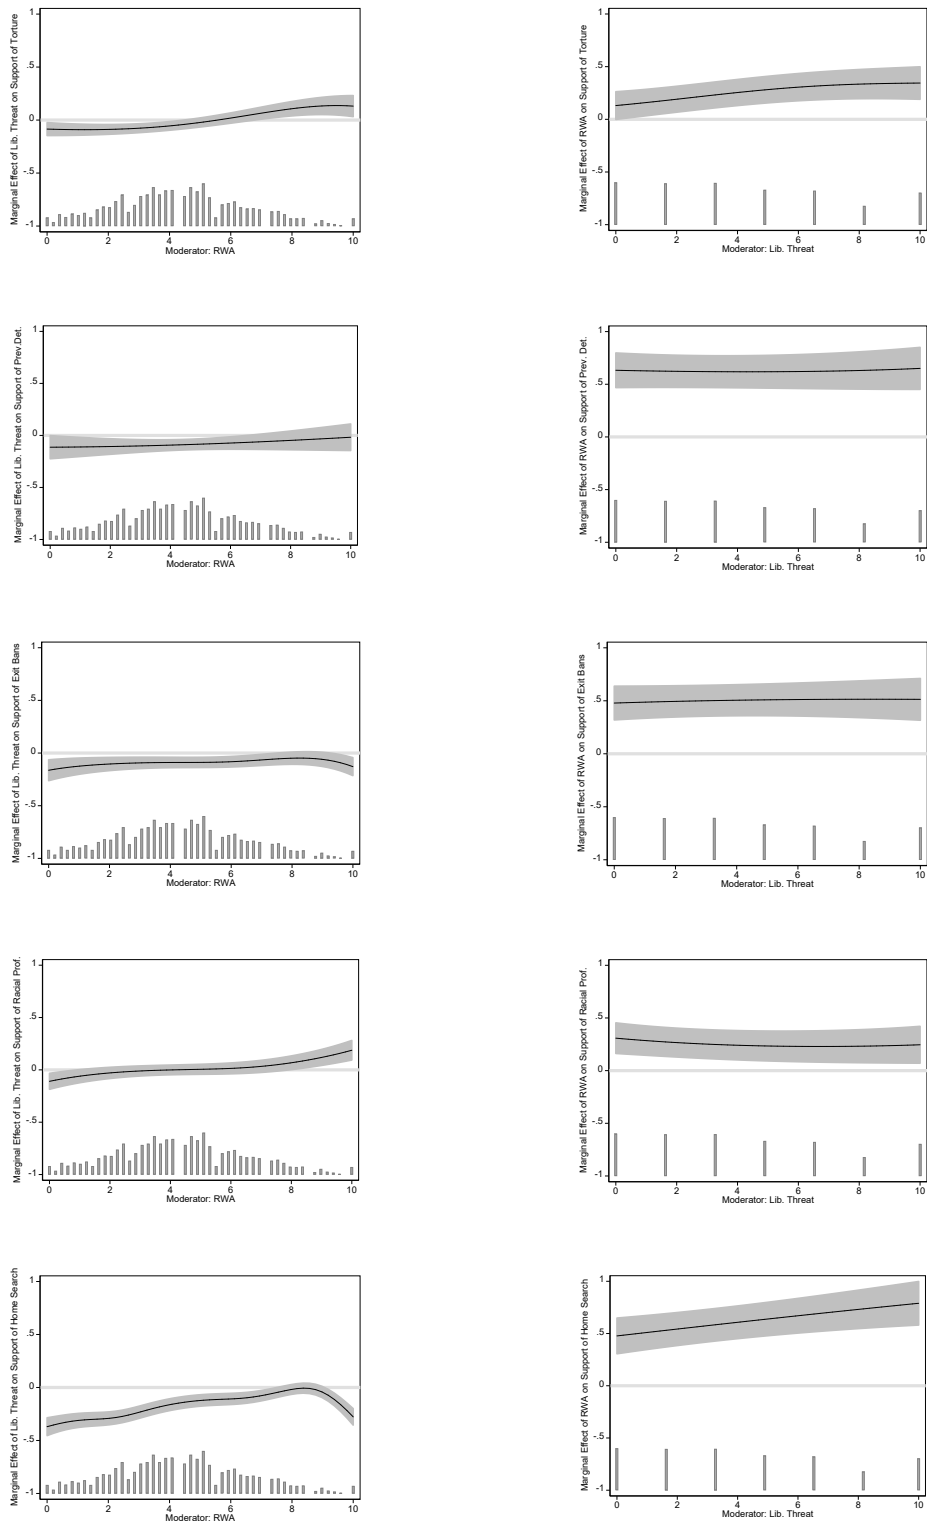 Marginal Effect of Lib. Threat on Support of Torture
1
.5
0
-.5
-1
0 2 4 6 8 10
Moderator: RWA
Marginal Effect of RWA on Support of Torture
1
.5
0
-.5
-1
0 2 4 6 8 10
Moderator: Lib. Threat
Marginal Effect of Lib. Threat on Support of Prev.Det.
1
.5
0
-.5
-1
0 2 4 6 8 10
Moderator: RWA
Marginal Effect of RWA on Support of Prev. Det.
1
.5
0
-.5
-1
0 2 4 6 8 10
Moderator: Lib. Threat
Marginal Effect of Lib. Threat on Support of Exit Bans
1
.5
0
-.5
-1
0 2 4 6 8 10
Moderator: RWA
Marginal Effect of RWA on Support of Exit Bans
1
.5
0
-.5
-1
0 2 4 6 8 10
Moderator: Lib. Threat
Marginal Effect of Lib. Threat on Support of Racial Prof.
1
.5
0
-.5
-1
0 2 4 6 8 10
Moderator: RWA
Marginal Effect of RWA on Support of Racial Prof.
1
.5
0
-.5
-1
0 2 4 6 8 10
Moderator: Lib. Threat
Marginal Effect of Lib. Threat on Support of Home Search
1
.5
0
-.5
-1
0 2 4 6 8 10
Moderator: RWA
Marginal Effect of RWA on Support of Home Search
1
.5
0
-.5
-1
0 2 4 6 8 10
Moderator: Lib. Threat